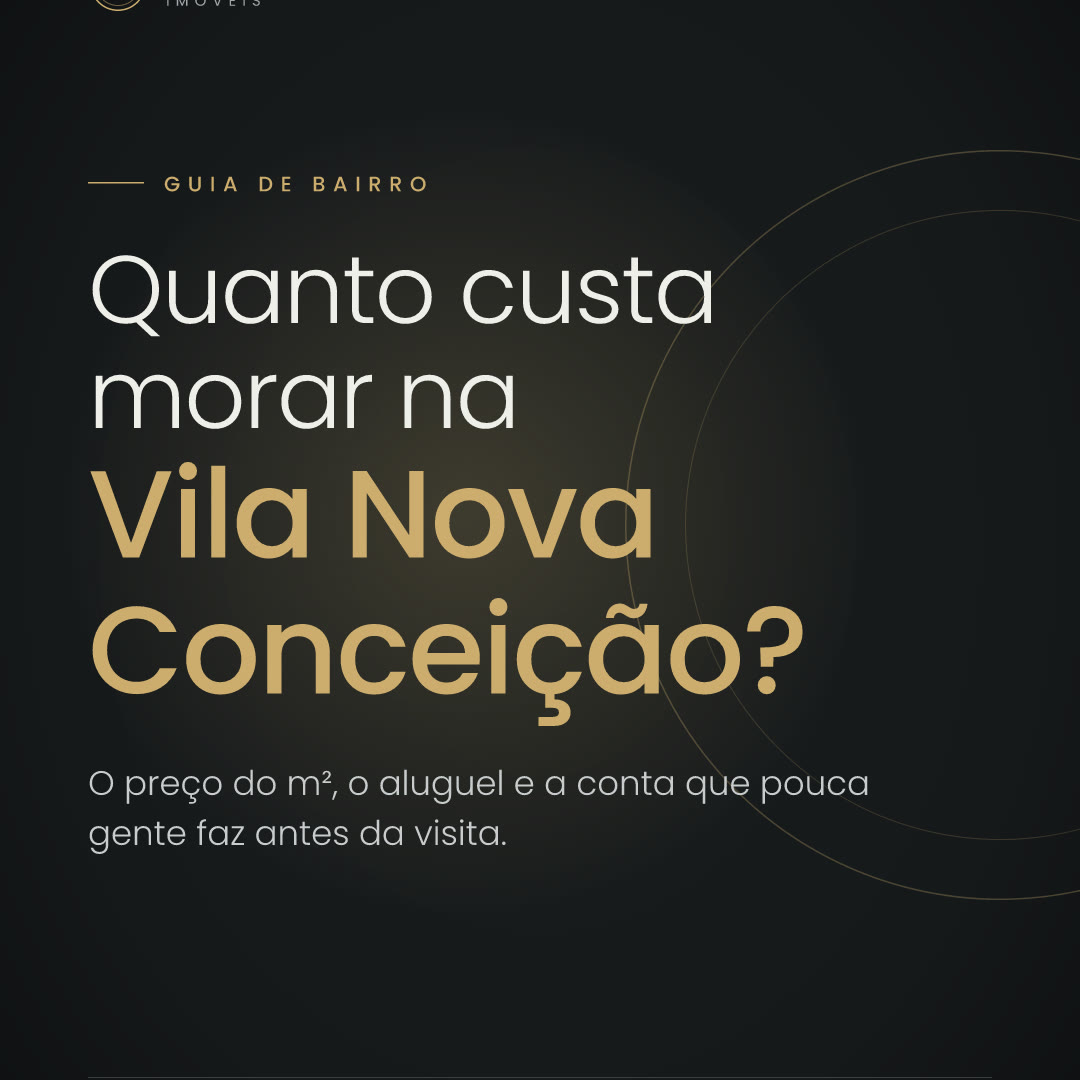 IMÓVEIS
GUIA DE BAIRRO
Quanto custa
morar na
Vila Nova
Conceição?
O preço do m², o aluguel e a conta que pouca
gente faz antes da visita.